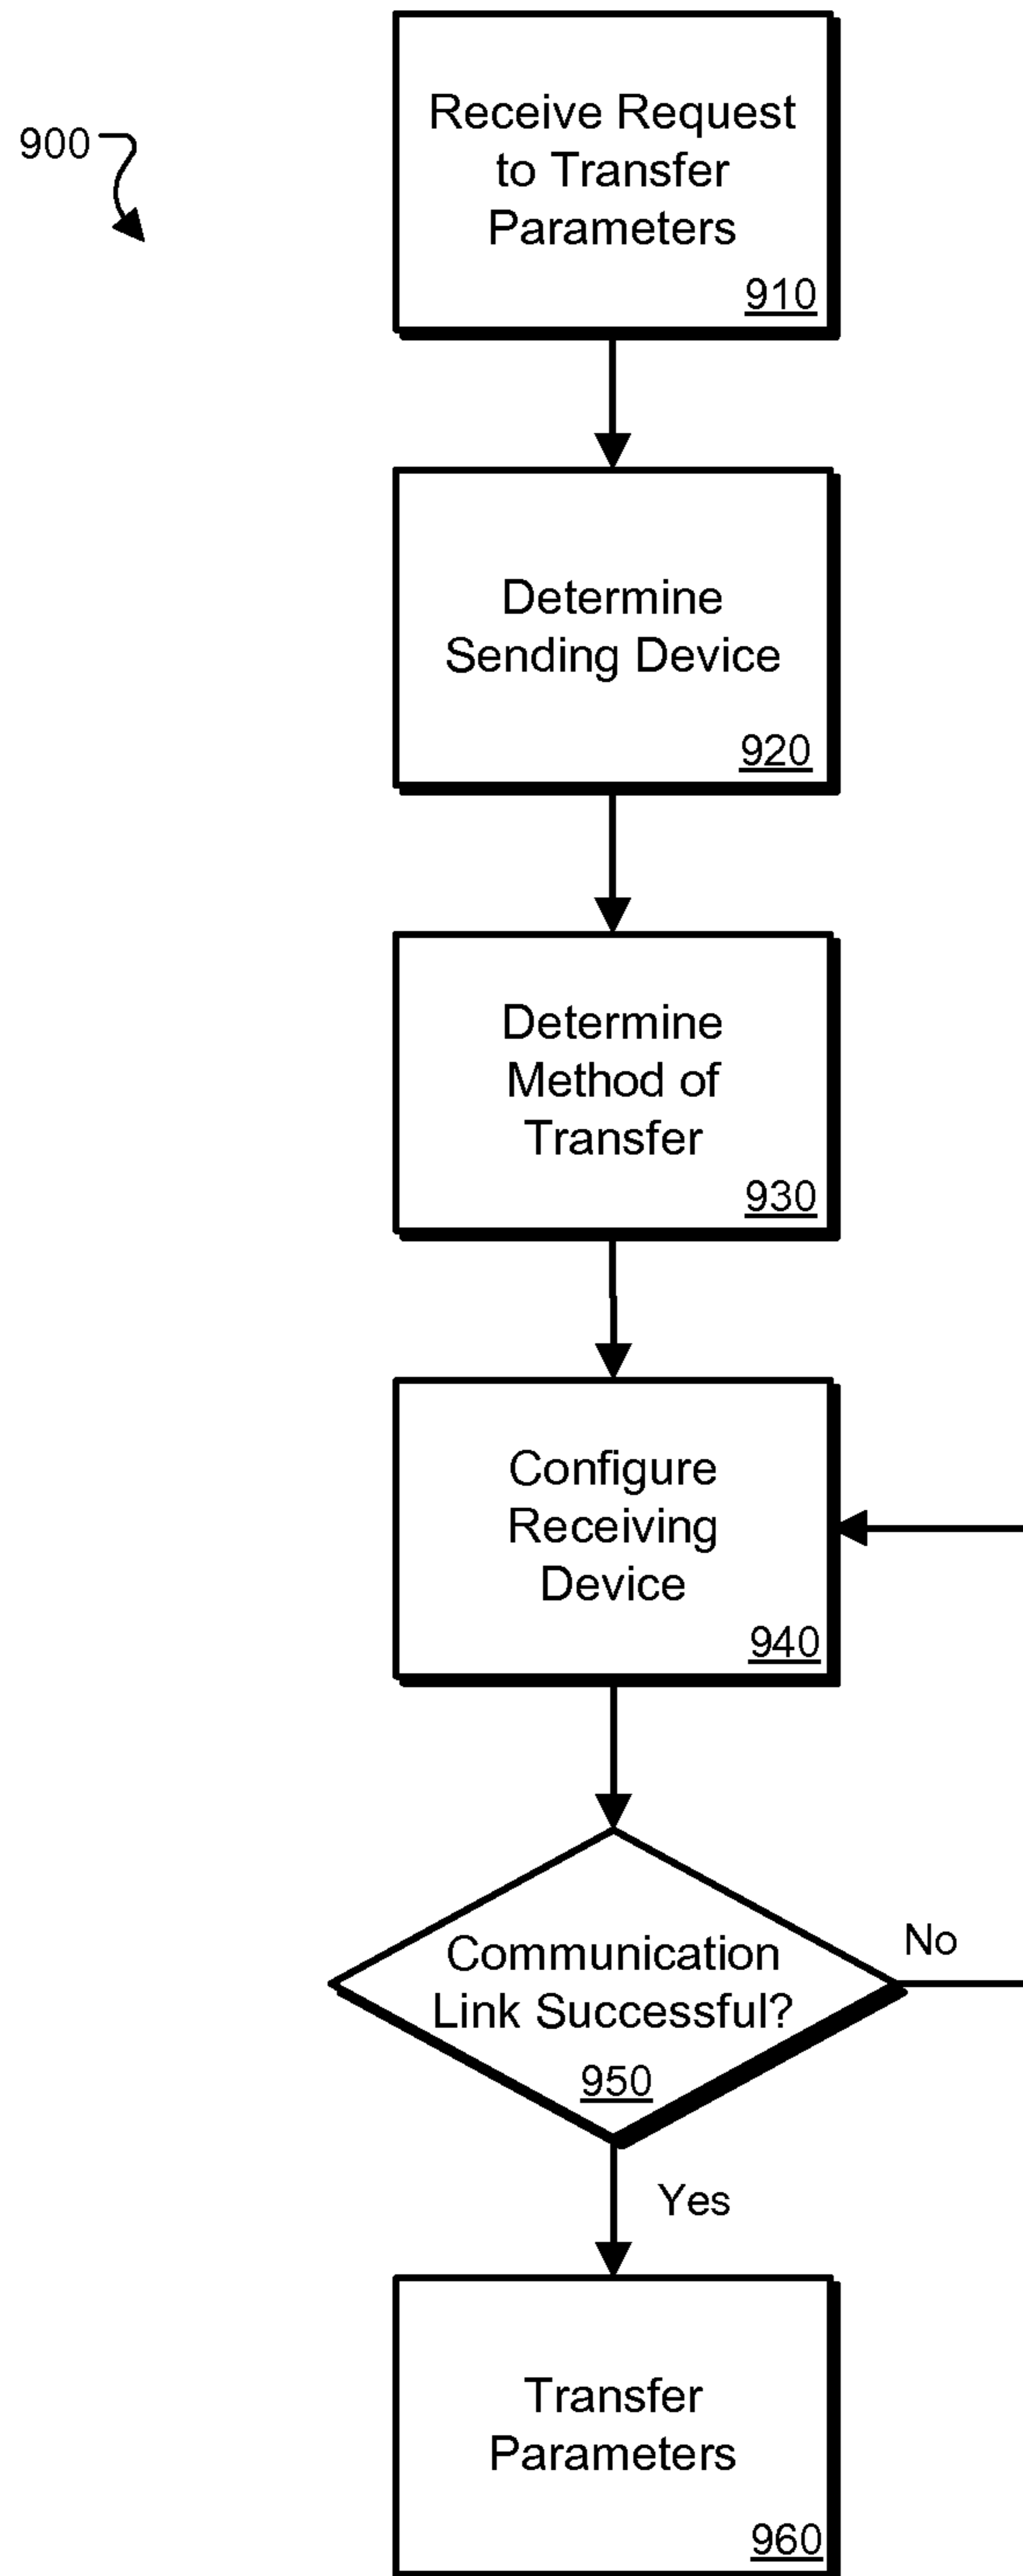 900
Receive Request
to Transfer
Parameters
910
Determine
Sending Device
920
Determine
Method of
Transfer
930
Configure
Receiving
Device
940
Communication
Link Successful?
950
No
Yes
Transfer
Parameters
960